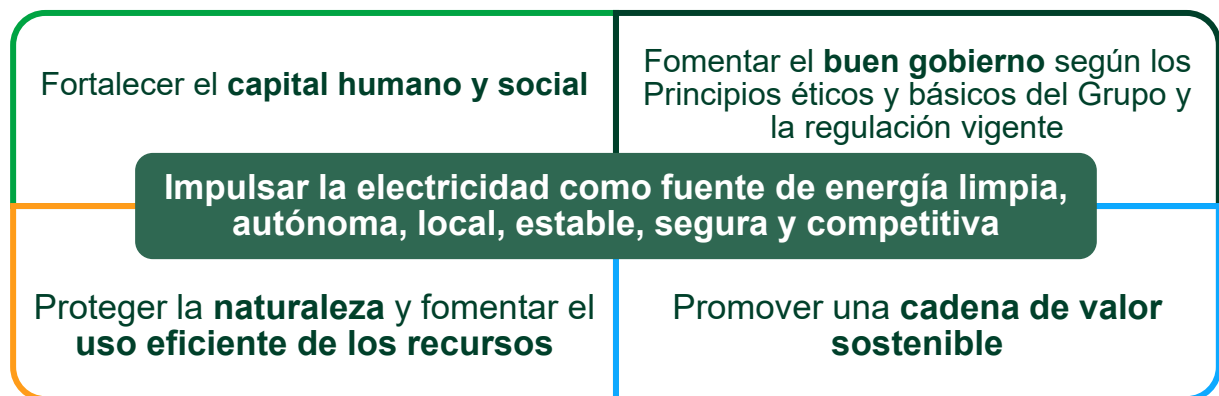 Fortalecer el capital humano y social
Fomentar el buen gobierno según los
Principios éticos y básicos del Grupo y
la regulación vigente
Impulsar la electricidad como fuente de energía limpia,
autónoma, local, estable, segura y competitiva
Proteger la naturaleza y fomentar el
uso eficiente de los recursos
Promover una cadena de valor
sostenible